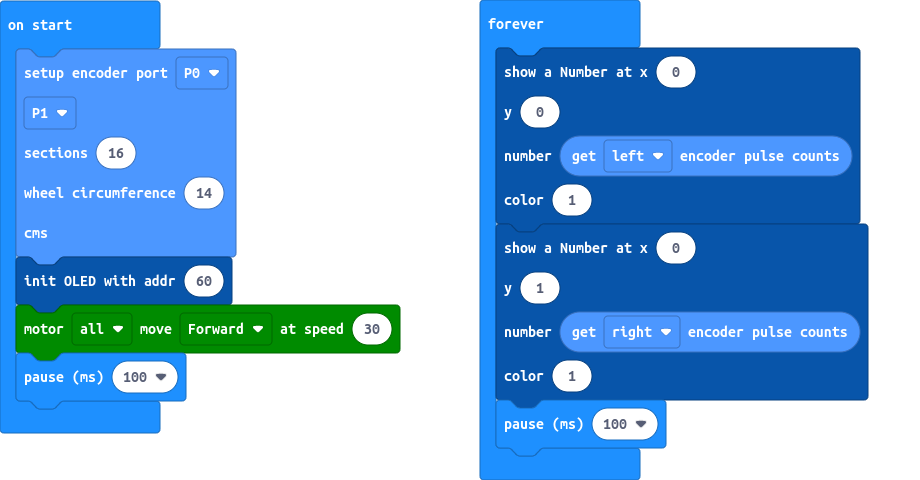 on start
setup encoder port P0
P1
sections 16
wheel circumference 14
cms
init OLED with addr 60
motor all move Forward at speed 30
pause (ms) 100
forever
show a Number at x 0
y 0
number get left encoder pulse counts
color 1
show a Number at x 0
y 1
number get right encoder pulse counts
color 1
pause (ms) 100